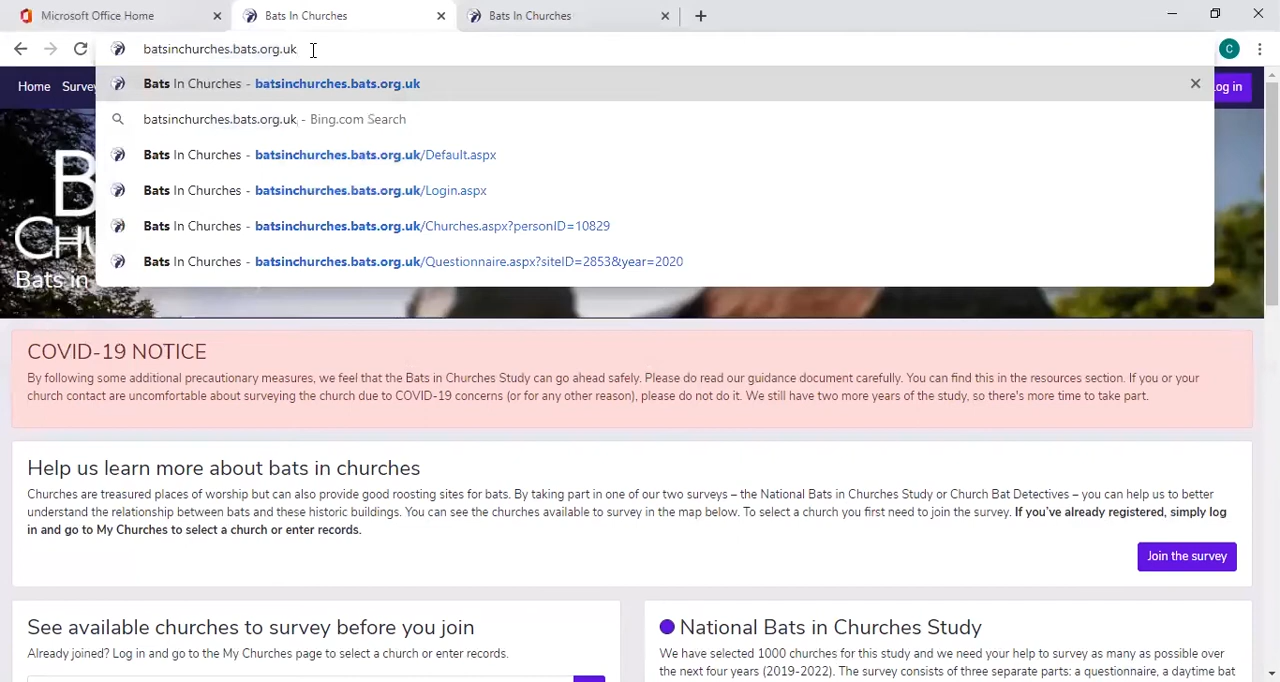 Microsoft Office Home
Bats In Churches
Bats In Churches
batsinchurches.bats.org.uk
C
Home
Bats In Churches - batsinchurches.bats.org.uk
batsinchurches.bats.org.uk - Bing.com Search
Bats In Churches - batsinchurches.bats.org.uk/Default.aspx
Bats In Churches - batsinchurches.bats.org.uk/Login.aspx
Bats In Churches - batsinchurches.bats.org.uk/Churches.aspx?personID=10829
Bats In Churches - batsinchurches.bats.org.uk/Questionnaire.aspx?siteID=2853&year=2020
Bats in
COVID-19 NOTICE
By following some additional precautionary measures, we feel that the Bats in Churches Study can go ahead safely. Please do read our guidance document carefully. You can find this in the resources section. If you or your
church contact are uncomfortable about surveying the church due to COVID-19 concerns (or for any other reason), please do not do it. We still have two more years of the study, so there's more time to take part.
Help us learn more about bats in churches
Churches are treasured places of worship but can also provide good roosting sites for bats. By taking part in one of our two surveys – the National Bats in Churches Study or Church Bat Detectives – you can help us to better
understand the relationship between bats and these historic buildings. You can see the churches available to survey in the map below. To select a church you first need to join the survey. If you've already registered, simply log
in and go to My Churches to select a church or enter records.
Join the survey
See available churches to survey before you join
Already joined? Log in and go to the My Churches page to select a church or enter records.
National Bats in Churches Study
We have selected 1000 churches for this study and we need your help to survey as many as possible over
the next four years (2019-2022). The survey consists of three separate parts: a questionnaire, a daytime bat